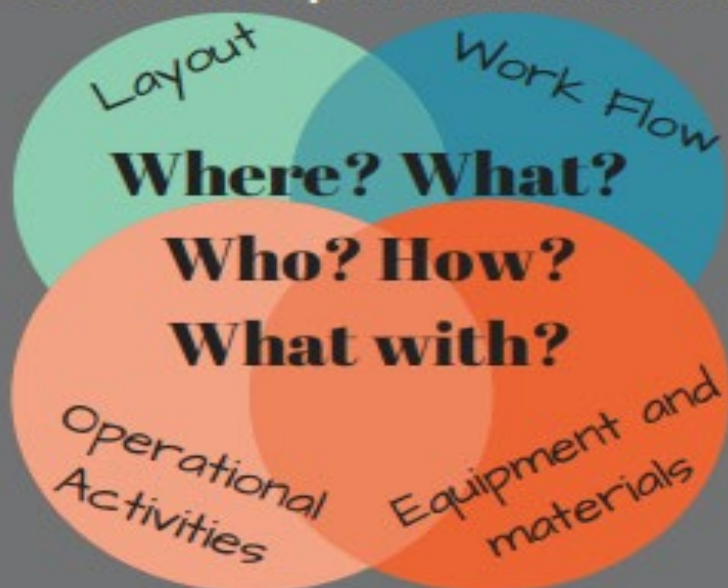 Layout
Work Flow
Where? What?
Who? How?
What with?
Operational
Activities
Equipment and
materials